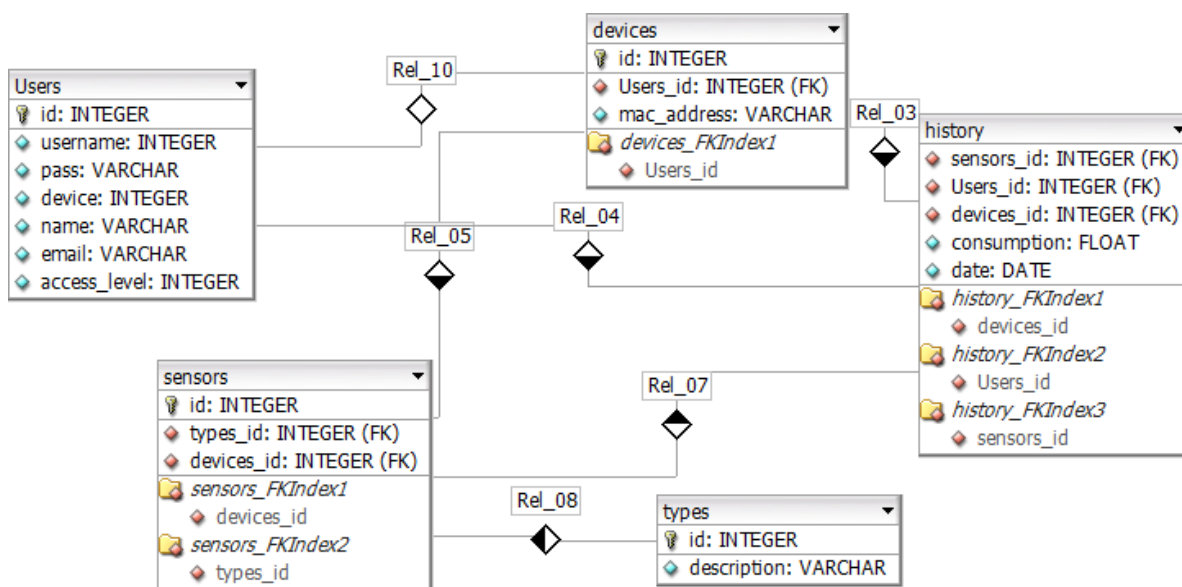 Users
id: INTEGER
username: INTEGER
pass: VARCHAR
device: INTEGER
name: VARCHAR
email: VARCHAR
access_level: INTEGER
Rel_10
devices
id: INTEGER
Users_id: INTEGER (FK)
mac_address: VARCHAR
devices_FKIndex1
Users_id
Rel_03
history
sensors_id: INTEGER (FK)
Users_id: INTEGER (FK)
devices_id: INTEGER (FK)
consumption: FLOAT
date: DATE
history_FKIndex1
devices_id
history_FKIndex2
Users_id
history_FKIndex3
sensors_id
Rel_04
Rel_05
sensors
id: INTEGER
types_id: INTEGER (FK)
devices_id: INTEGER (FK)
sensors_FKIndex1
devices_id
sensors_FKIndex2
types_id
Rel_07
Rel_08
types
id: INTEGER
description: VARCHAR